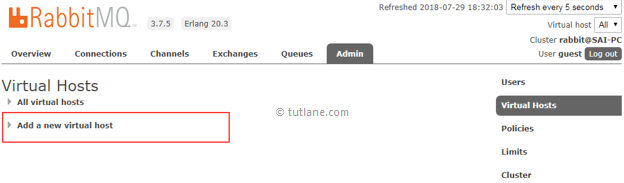 RabbitMQ TM 3.7.5 Erlang 20.3
Refreshed 2018-07-29 18:32:03 Refresh every 5 seconds
Virtual host All
Cluster rabbit@SAI-PC
User guest Log out
Overview Connections Channels Exchanges Queues Admin
Virtual Hosts
All virtual hosts
Add a new virtual host
© tutlane.com
Users
Virtual Hosts
Policies
Limits
Cluster